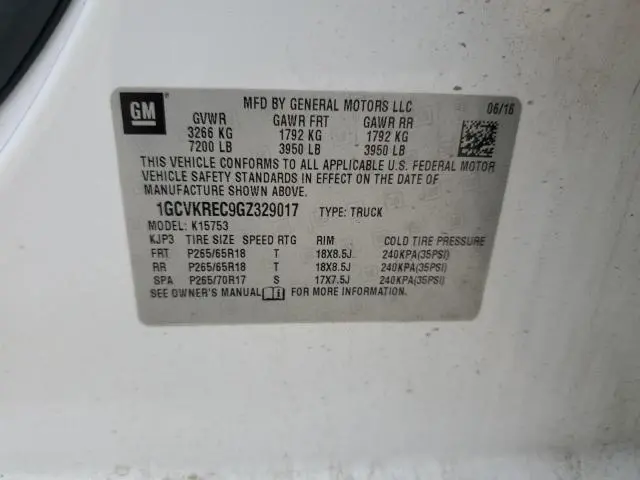 GM
MFD BY GENERAL MOTORS LLC 06/16
GVWR GAWR FRT GAWR RR
3266 KG 1792 KG 1792 KG
7200 LB 3950 LB 3950 LB
THIS VEHICLE CONFORMS TO ALL APPLICABLE U.S. FEDERAL MOTOR
VEHICLE SAFETY STANDARDS IN EFFECT ON THE DATE OF
MANUFACTURE SHOWN ABOVE.
1GCVKREC9GZ329017 TYPE: TRUCK
MODEL: K15753
KJP3 TIRE SIZE SPEED RTG RIM COLD TIRE PRESSURE
FRT P265/65R18 T 18X8.5J 240KPA(35PSI)
RR P265/65R18 T 18X8.5J 240KPA(35PSI)
SPA P265/70R17 S 17X7.5J 240KPA(35PSI)
SEE OWNER'S MANUAL FOR MORE INFORMATION.